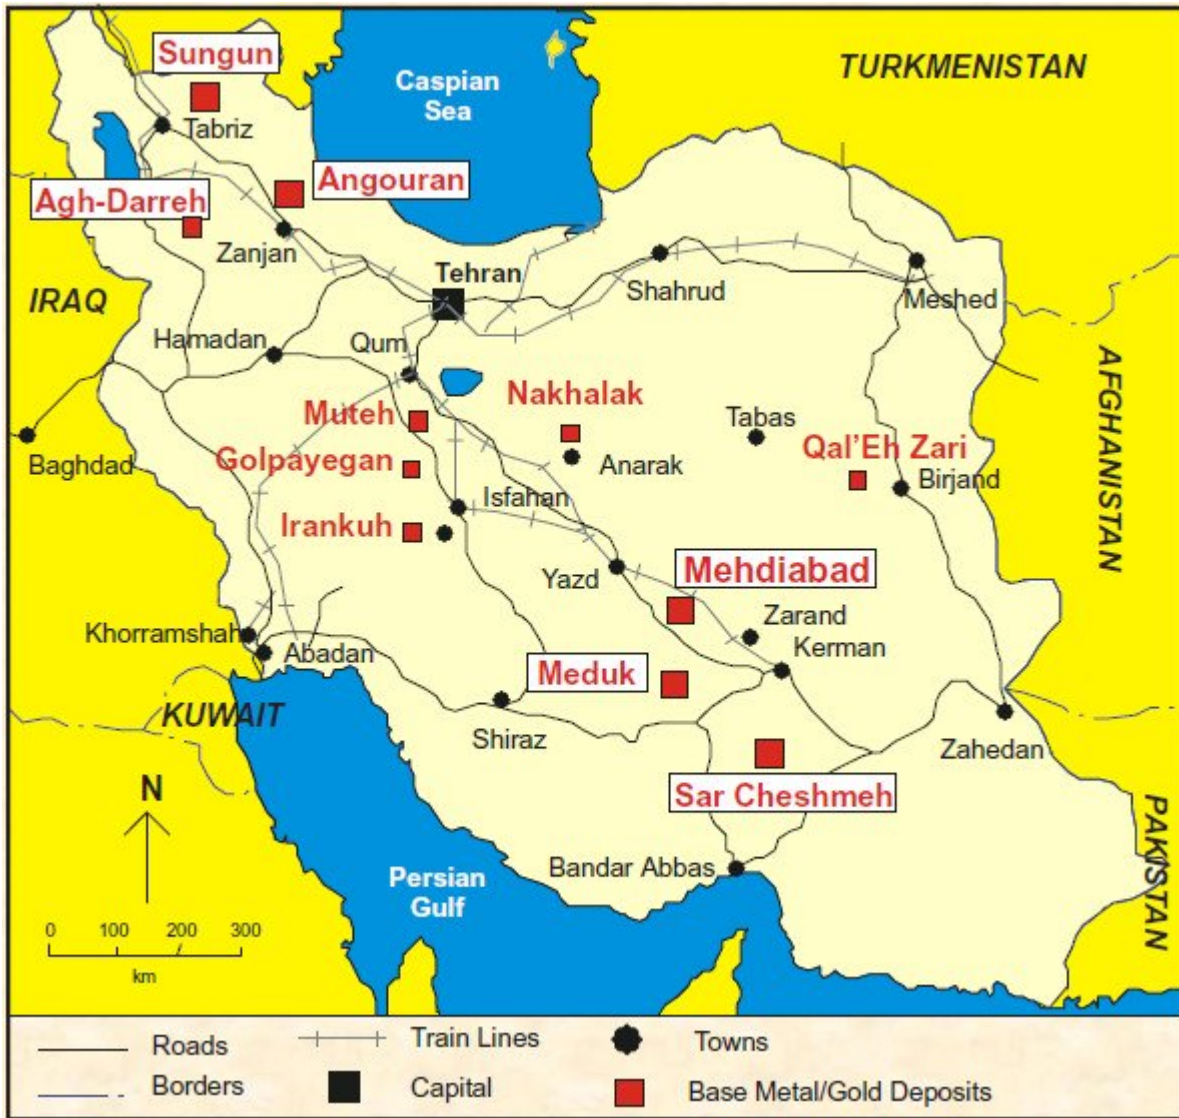 Sungun
Caspian
Sea
TURKMENISTAN
Tabriz
Angouran
Agh-Darreh
Zanjan
Tehran
Shahrud
Meshed
IRAQ
Hamadan
Qum
AFGHANISTAN
Nakhalak
Muteh
Tabas
Baghdad
Golpayegan
Anarak
Qal'Eh Zari
Birjand
Isfahan
Irankuh
Yazd
Mehdiabad
Zarand
Khorramshah
Abadan
Kerman
Meduk
KUWAIT
Shiraz
Zahedan
Sar Cheshmeh
N
PAKISTAN
Bandar Abbas
Persian
Gulf
0 100 200 300
km
Roads
Train Lines
Towns
Borders
Capital
Base Metal/Gold Deposits